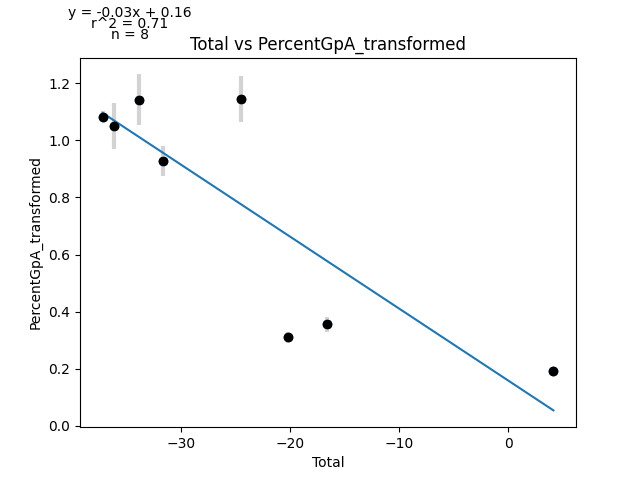 y = -0.03x + 0.16
r^2 = 0.71
n = 8
Total vs PercentGpA_transformed
1.2
1.0
0.8
0.6
0.4
0.2
0.0
PercentGpA_transformed
−30
−20
−10
0
Total